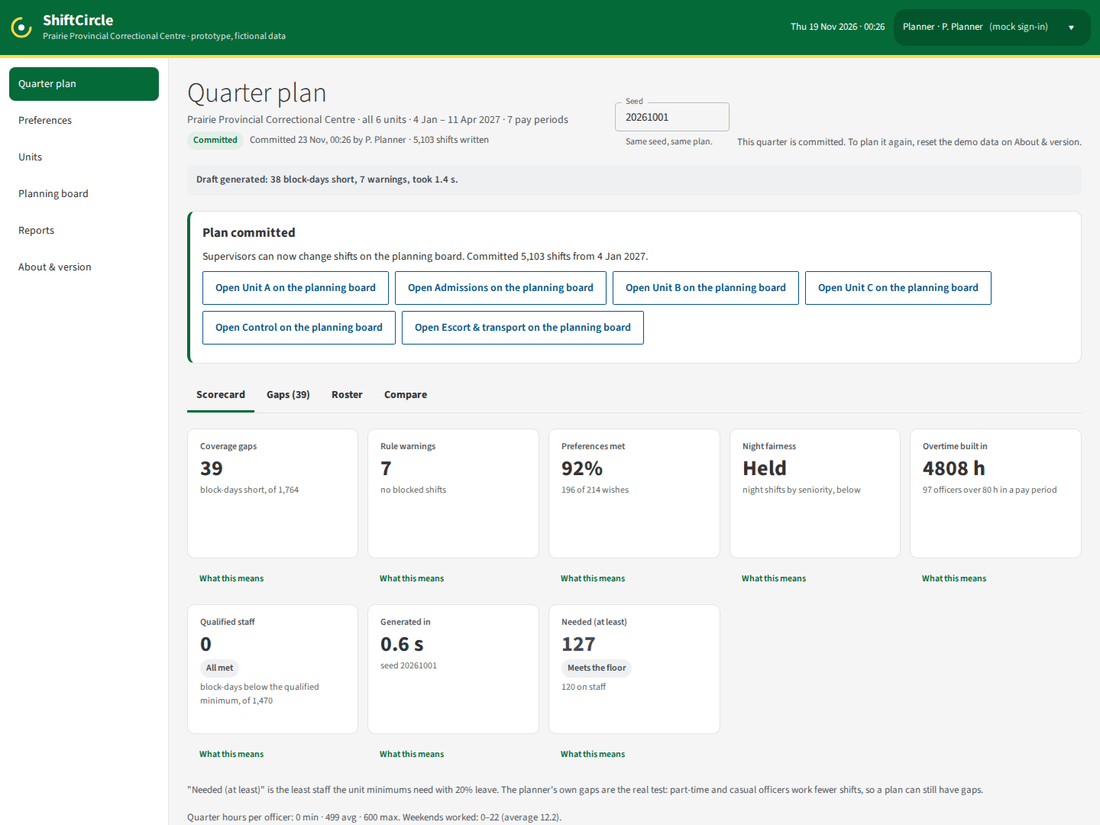 ShiftCircle
Prairie Provincial Correctional Centre · prototype, fictional data
Thu 19 Nov 2026 · 00:26
Planner · P. Planner (mock sign-in)
Quarter plan
Preferences
Units
Planning board
Reports
About & version
Quarter plan
Prairie Provincial Correctional Centre · all 6 units · 4 Jan – 11 Apr 2027 · 7 pay periods
Committed
Committed 23 Nov, 00:26 by P. Planner · 5,103 shifts written
Seed
20261001
Same seed, same plan.
This quarter is committed. To plan it again, reset the demo data on About & version.
Draft generated: 38 block-days short, 7 warnings, took 1.4 s.
Plan committed
Supervisors can now change shifts on the planning board. Committed 5,103 shifts from 4 Jan 2027.
Open Unit A on the planning board
Open Admissions on the planning board
Open Unit B on the planning board
Open Unit C on the planning board
Open Control on the planning board
Open Escort & transport on the planning board
Scorecard
Gaps (39)
Roster
Compare
Coverage gaps
39
block-days short, of 1,764
What this means
Rule warnings
7
no blocked shifts
What this means
Preferences met
92%
196 of 214 wishes
What this means
Night fairness
Held
night shifts by seniority, below
What this means
Overtime built in
4808 h
97 officers over 80 h in a pay period
What this means
Qualified staff
0
All met
block-days below the qualified
minimum, of 1,470
What this means
Generated in
0.6 s
seed 20261001
What this means
Needed (at least)
127
Meets the floor
120 on staff
What this means
"Needed (at least)" is the least staff the unit minimums need with 20% leave. The planner's own gaps are the real test: part-time and casual officers work fewer shifts, so a plan can still have gaps.
Quarter hours per officer: 0 min · 499 avg · 600 max. Weekends worked: 0–22 (average 12.2).